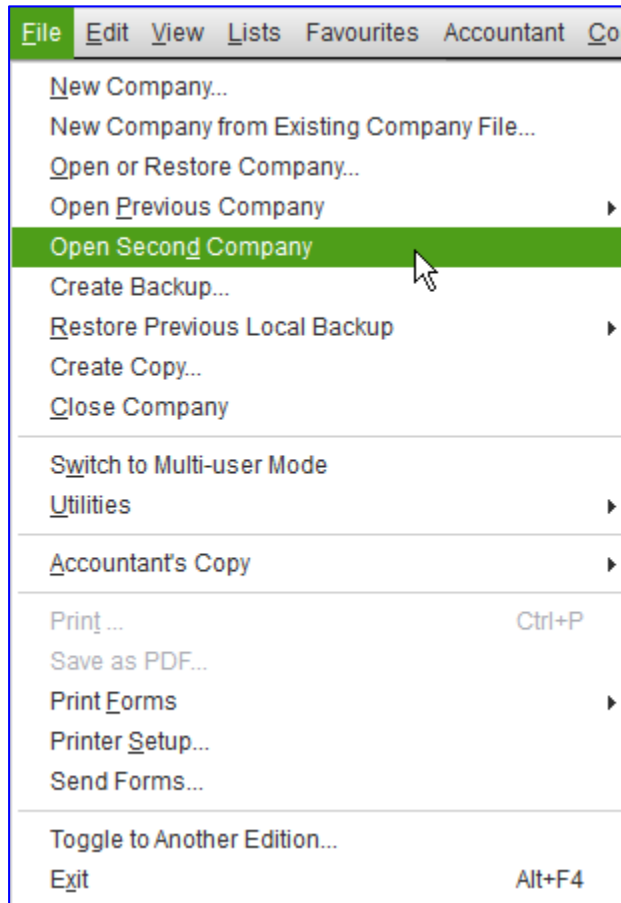 File Edit View Lists Favourites Accountant Co
New Company...
New Company from Existing Company File...
Open or Restore Company...
Open Previous Company
Open Second Company
Create Backup...
Restore Previous Local Backup
Create Copy...
Close Company
Switch to Multi-user Mode
Utilities
Accountant's Copy
Print ... Ctrl+P
Save as PDF...
Print Forms
Printer Setup...
Send Forms...
Toggle to Another Edition...
Exit Alt+F4